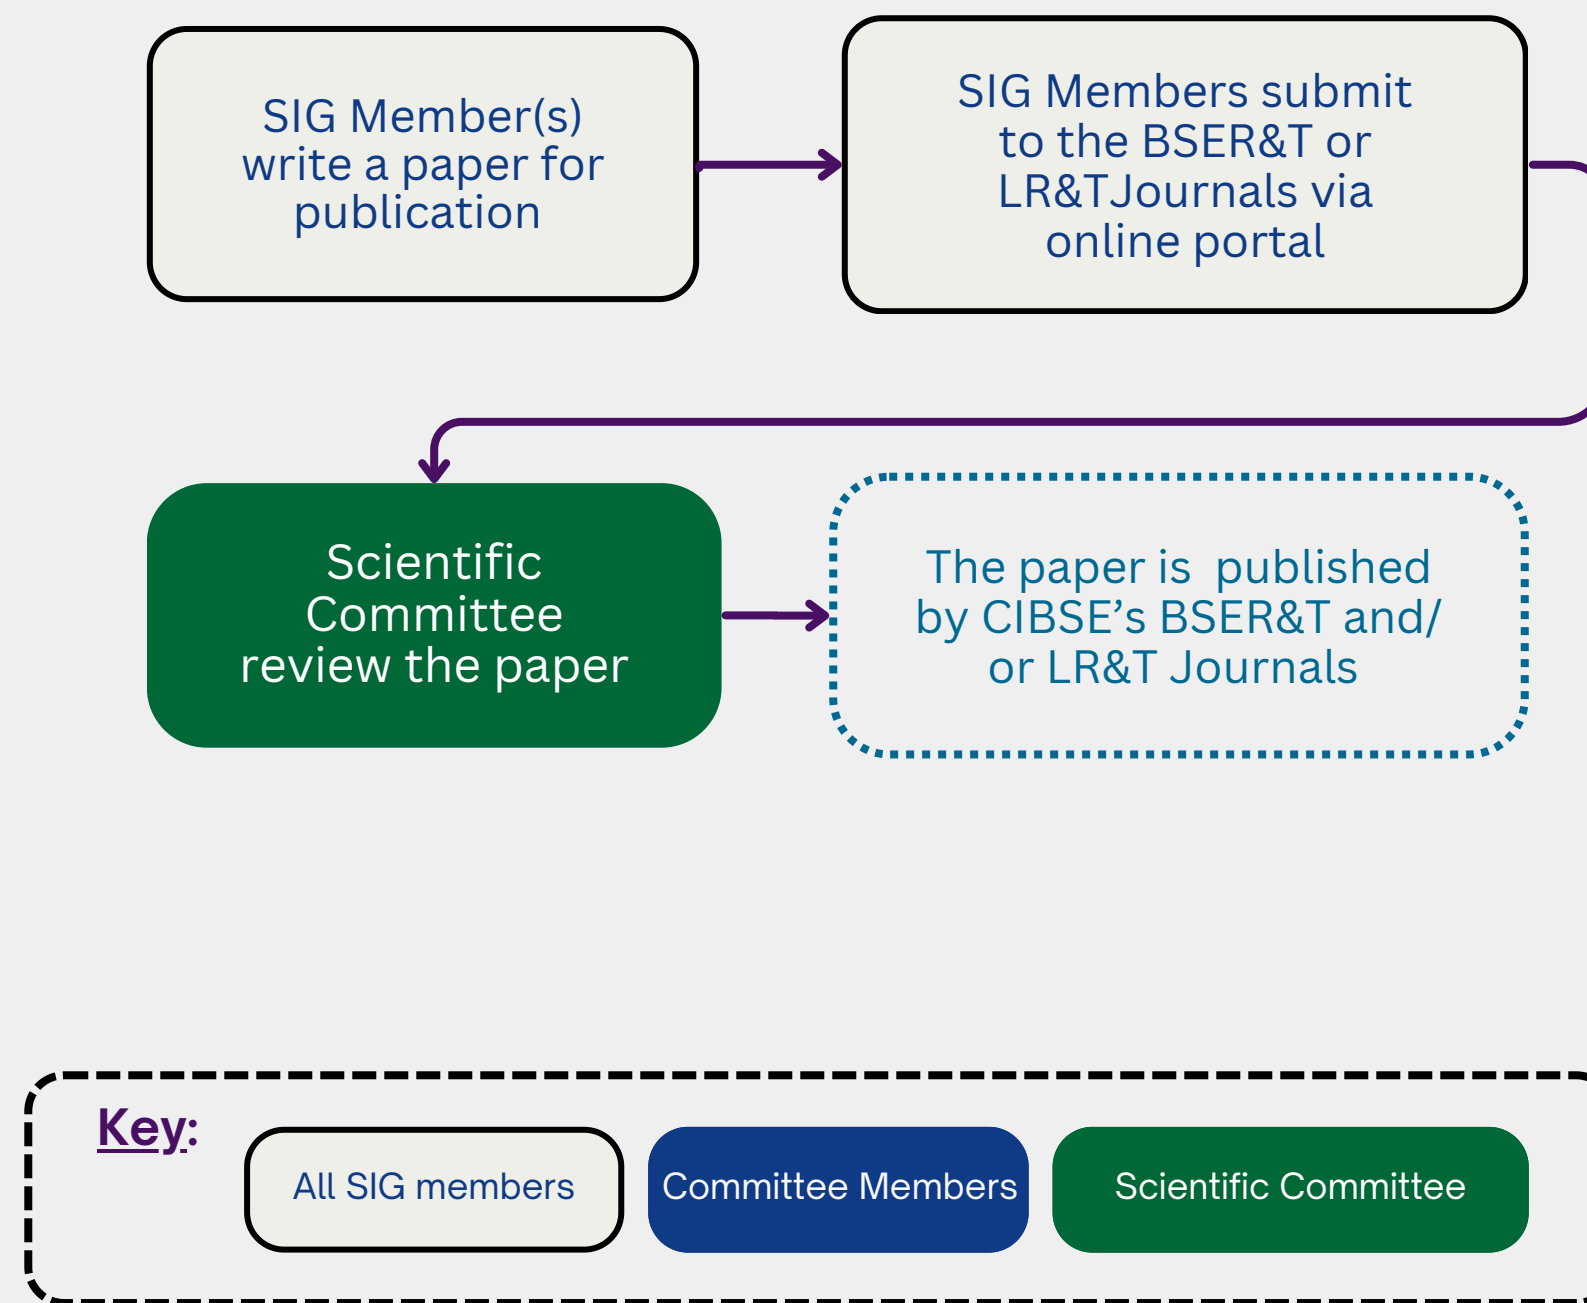 SIG Member(s)
write a paper for
publication
SIG Members submit
to the BSER&T or
LR&TJournals via
online portal
Scientific
Committee
review the paper
The paper is  published
by CIBSE’s BSER&T and/
or LR&T Journals
Key:
All SIG members
Committee Members
Scientific Committee